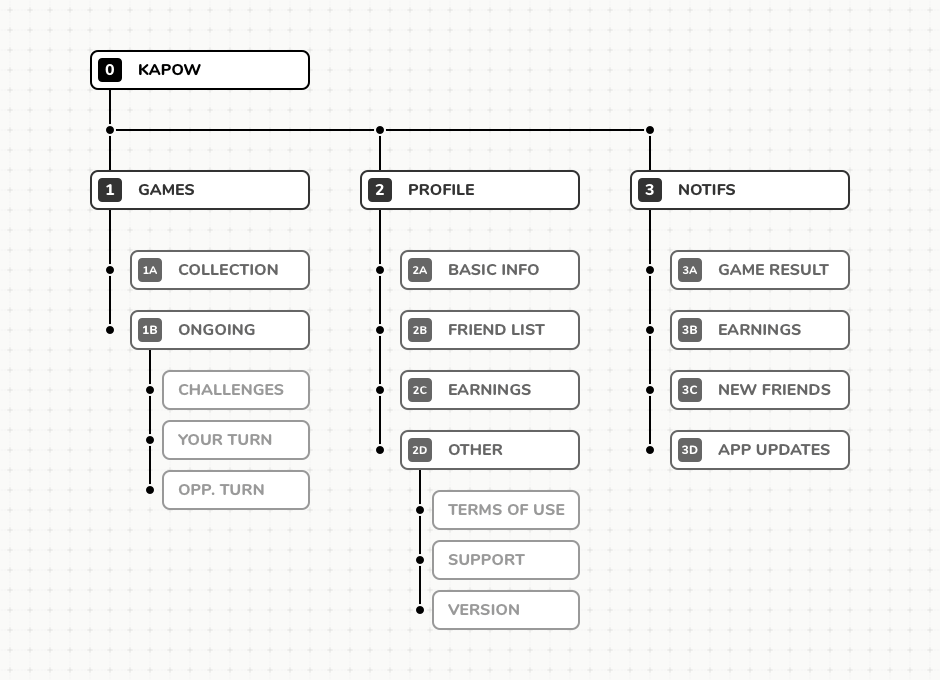 0 KAPOW
1 GAMES
1A COLLECTION
1B ONGOING
CHALLENGES
YOUR TURN
OPP. TURN
2 PROFILE
2A BASIC INFO
2B FRIEND LIST
2C EARNINGS
2D OTHER
TERMS OF USE
SUPPORT
VERSION
3 NOTIFS
3A GAME RESULT
3B EARNINGS
3C NEW FRIENDS
3D APP UPDATES